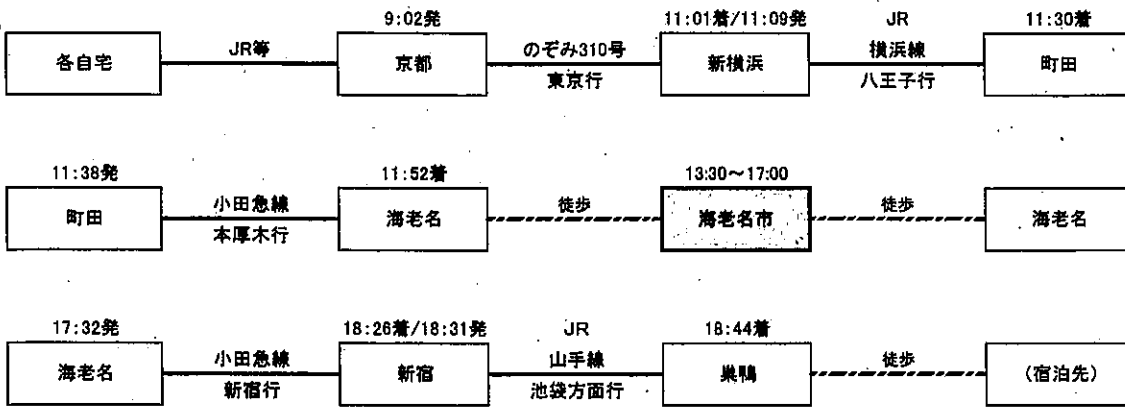 9:02発 11:01着/11:09発 JR 11:30着
各自宅 JR等 京都 のぞみ310号 新横浜 横浜線 町田
東京行 八王子行
11:38発 11:52着 13:30～17:00
町田 小田急線 海老名 徒歩 海老名市 徒歩 海老名
本厚木行
17:32発 18:26着/18:31発 JR 18:44着
海老名 小田急線 新宿 山手線 巣鴨 徒歩 (宿泊先)
新宿行 池袋方面行